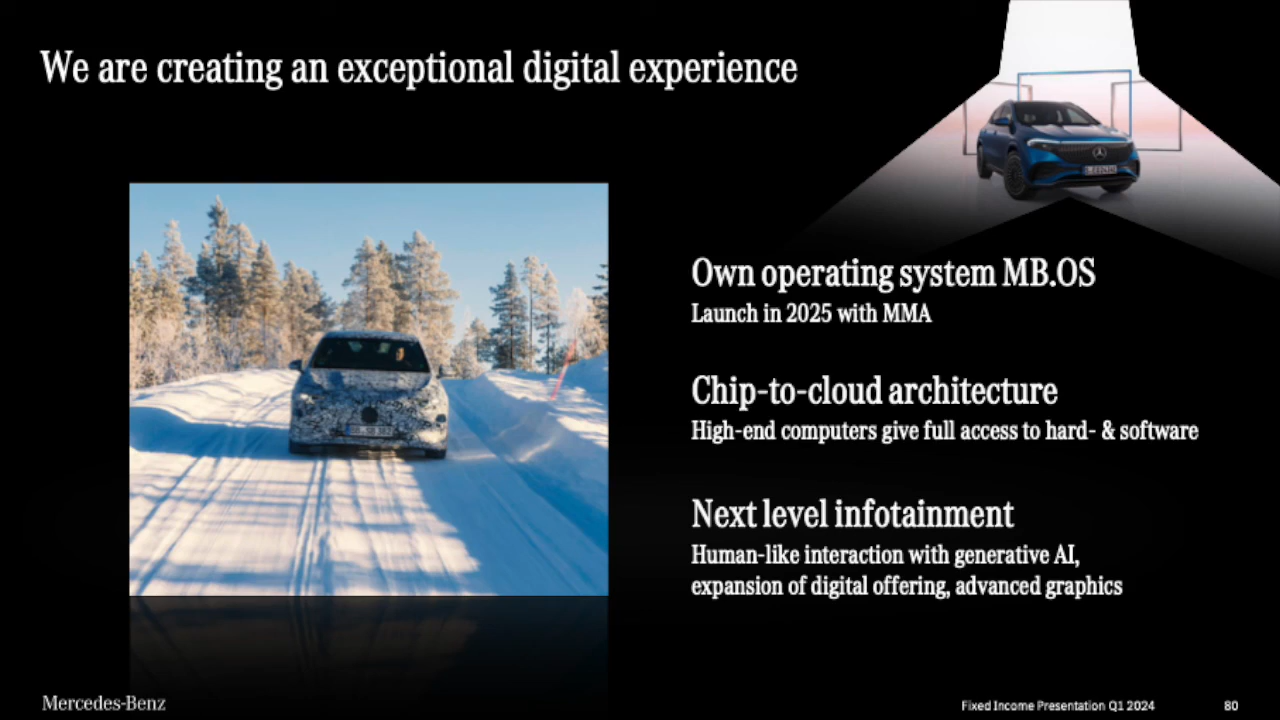 We are creating an exceptional digital experience
Own operating system MB.OS
Launch in 2025 with MMA
Chip-to-cloud architecture
High-end computers give full access to hard- & software
Next level infotainment
Human-like interaction with generative AI,
expansion of digital offering, advanced graphics
Mercedes-Benz
Fixed Income Presentation Q1 2024
80